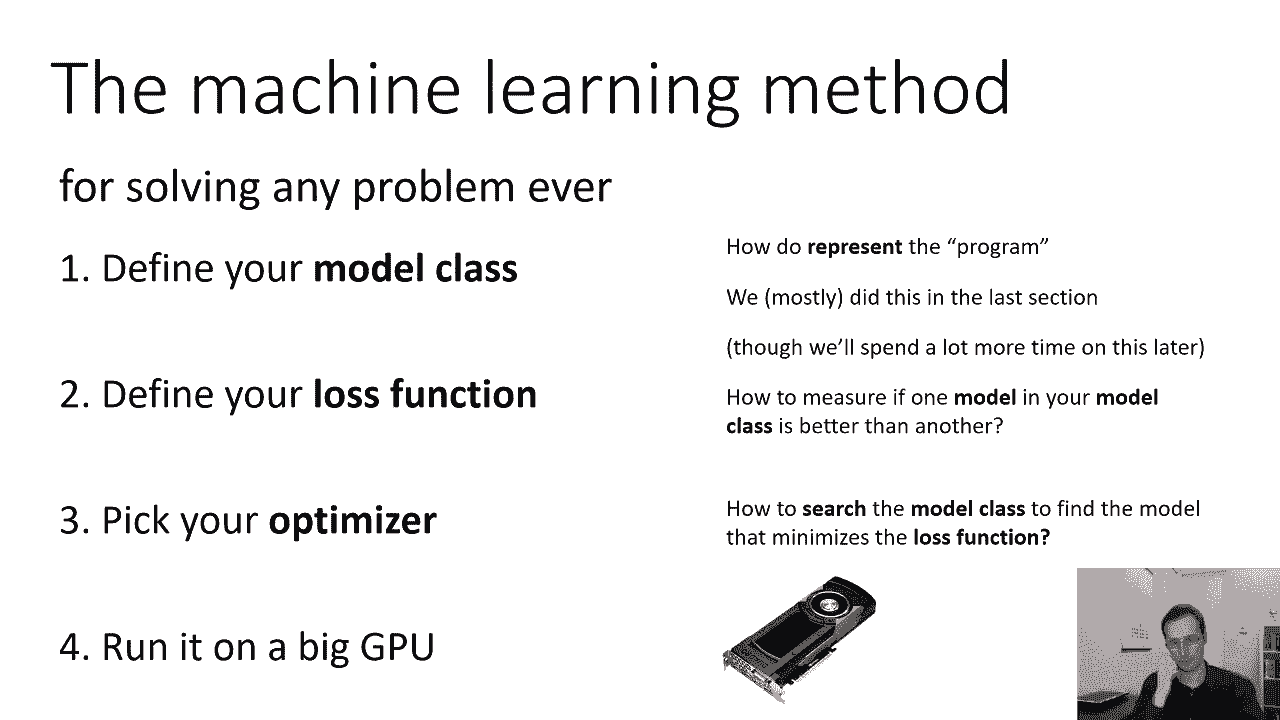 The machine learning method
for solving any problem ever
1. Define your model class
How do represent the “program”
We (mostly) did this in the last section
(though we’ll spend a lot more time on this later)
2. Define your loss function
How to measure if one model in your model
class is better than another?
3. Pick your optimizer
How to search the model class to find the model
that minimizes the loss function?
4. Run it on a big GPU